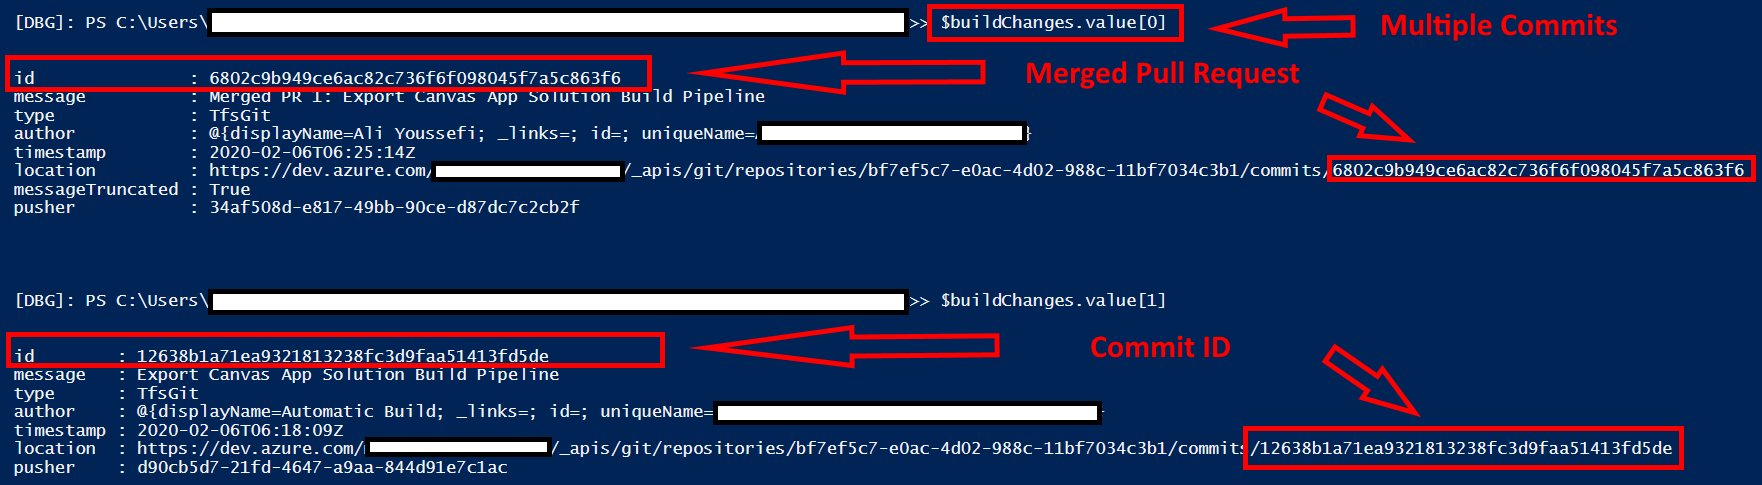 [DBG]: PS C:\Users\ >> $buildChanges.value[0]
Multiple Commits
id : 6802c9b949ce6ac82c736f6f098045f7a5c863f6
Merged Pull Request
message : Merged PR 1: Export Canvas App Solution Build Pipeline
type : TfsGit
author : @{displayName=Ali Youssefi; _links=; id=; uniqueName= }
timestamp : 2020-02-06T06:25:14Z
location : https://dev.azure.com/ /_apis/git/repositories/bf7ef5c7-e0ac-4d02-988c-11bf7034c3b1/commits/6802c9b949ce6ac82c736f6f098045f7a5c863f6
messageTruncated : True
pusher : 34af508d-e817-49bb-90ce-d87dc7c2cb2f
[DBG]: PS C:\Users\ >> $buildChanges.value[1]
id : 12638b1a71ea9321813238fc3d9faa51413fd5de
Commit ID
message : Export Canvas App Solution Build Pipeline
type : TfsGit
author : @{displayName=Automatic Build; _links=; id=; uniqueName= }
timestamp : 2020-02-06T06:18:09Z
location : https://dev.azure.com/ /_apis/git/repositories/bf7ef5c7-e0ac-4d02-988c-11bf7034c3b1/commits/12638b1a71ea9321813238fc3d9faa51413fd5de
pusher : d90cb5d7-21fd-4647-a9aa-844d91e7c1ac